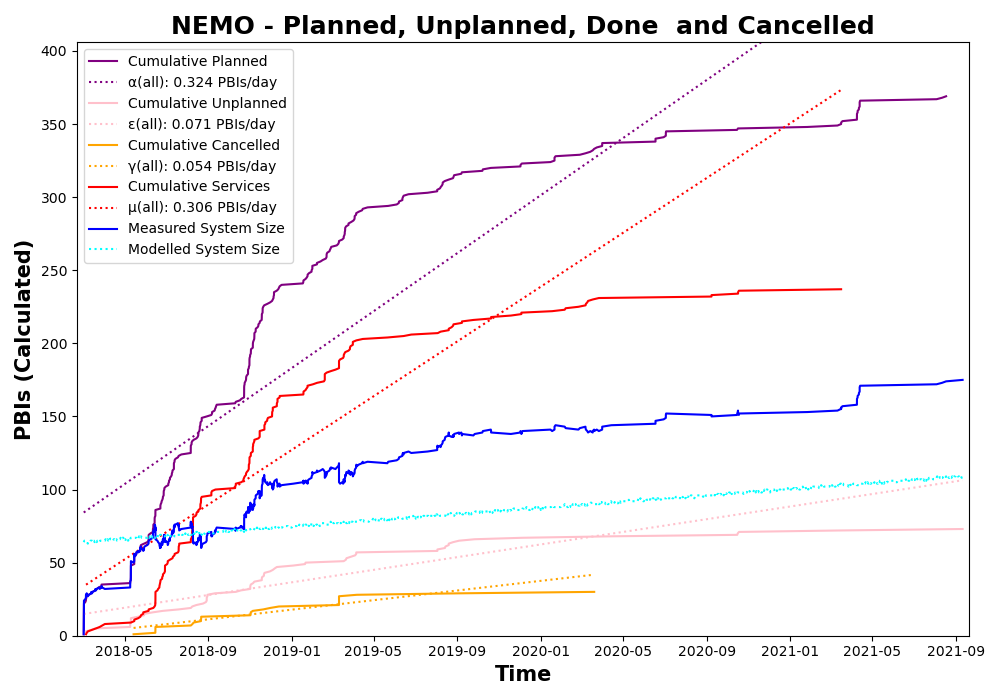 NEMO - Planned, Unplanned, Done  and Cancelled
PBIs (Calculated)
400
350
300
250
200
150
100
50
0
Cumulative Planned
α(all): 0.324 PBIs/day
Cumulative Unplanned
ε(all): 0.071 PBIs/day
Cumulative Cancelled
γ(all): 0.054 PBIs/day
Cumulative Services
μ(all): 0.306 PBIs/day
Measured System Size
Modelled System Size
2018-05 2018-09 2019-01 2019-05 2019-09 2020-01 2020-05 2020-09 2021-01 2021-05 2021-09
Time